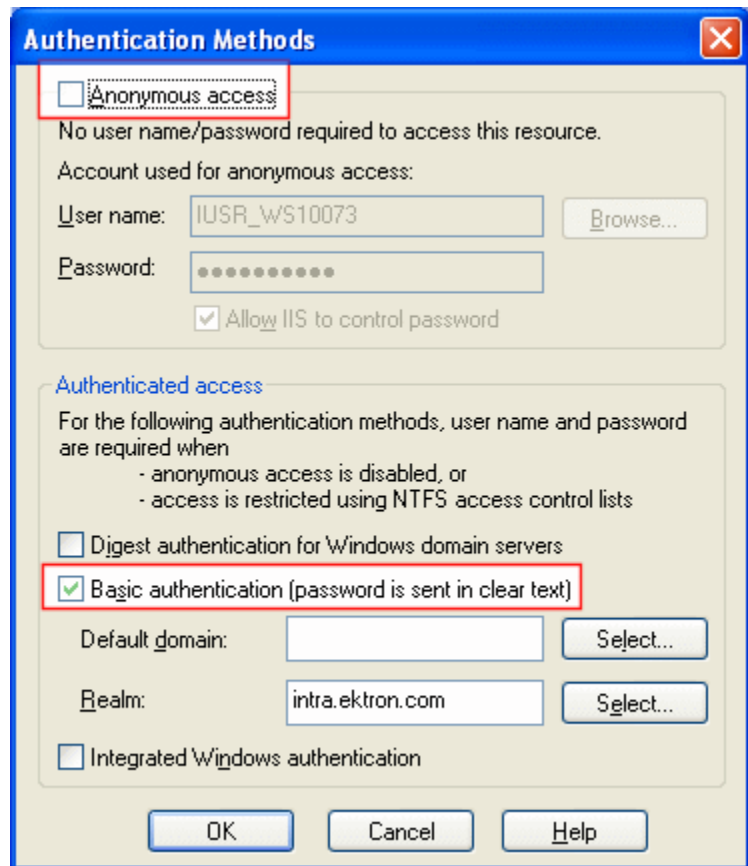 Authentication Methods
Anonymous access
No user name/password required to access this resource.
Account used for anonymous access:
User name: IUSR_WS10073 Browse...
Password: ●●●●●●●●●●
Allow IIS to control password
Authenticated access
For the following authentication methods, user name and password
are required when
- anonymous access is disabled, or
- access is restricted using NTFS access control lists
Digest authentication for Windows domain servers
Basic authentication (password is sent in clear text)
Default domain: Select...
Realm: intra.ektron.com Select...
Integrated Windows authentication
OK Cancel Help